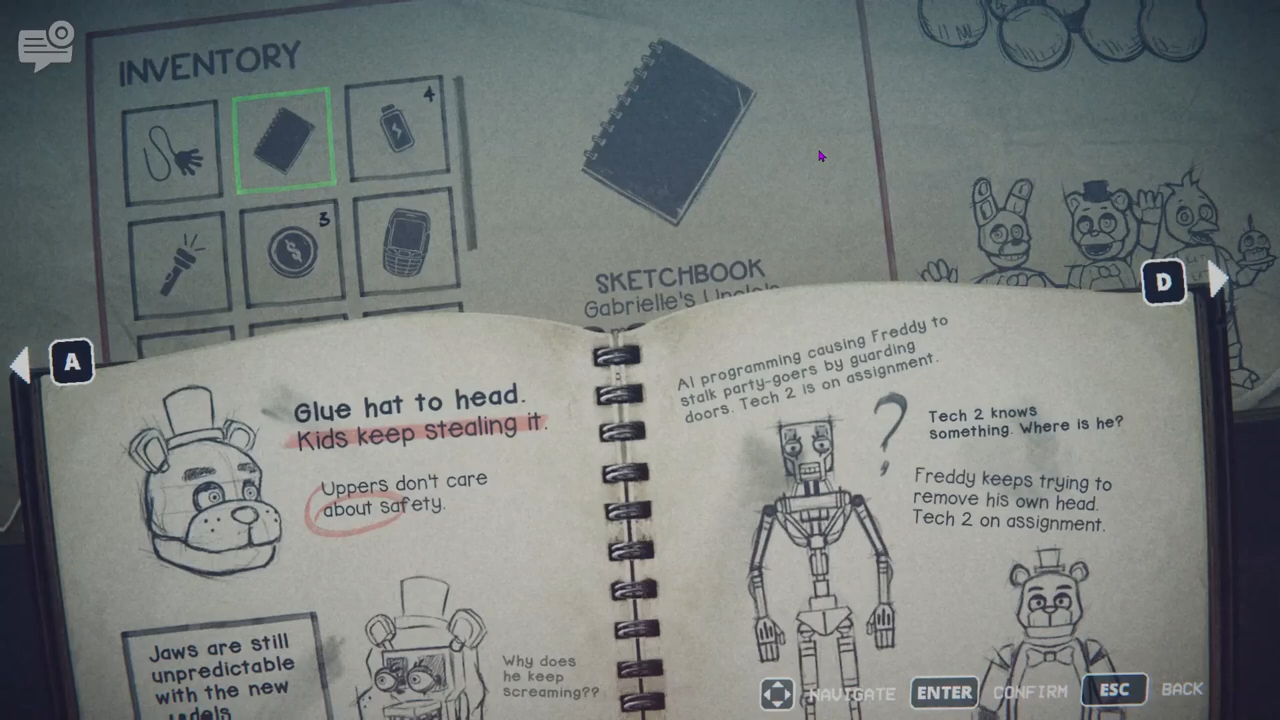 INVENTORY
4
3
SKETCHBOOK
Gabrielle's Uncle's
A
D
Glue hat to head.
Kids keep stealing it.
Uppers don't care
about safety.
Jaws are still
unpredictable
with the new
Why does
he keep
screaming??
AI programming causing Freddy to
stalk party-goers by guarding
doors. Tech 2 is on assignment.
?
Tech 2 knows
something. Where is he?
Freddy keeps trying to
remove his own head.
Tech 2 on assignment.
NAVIGATE ENTER CONFIRM ESC BACK